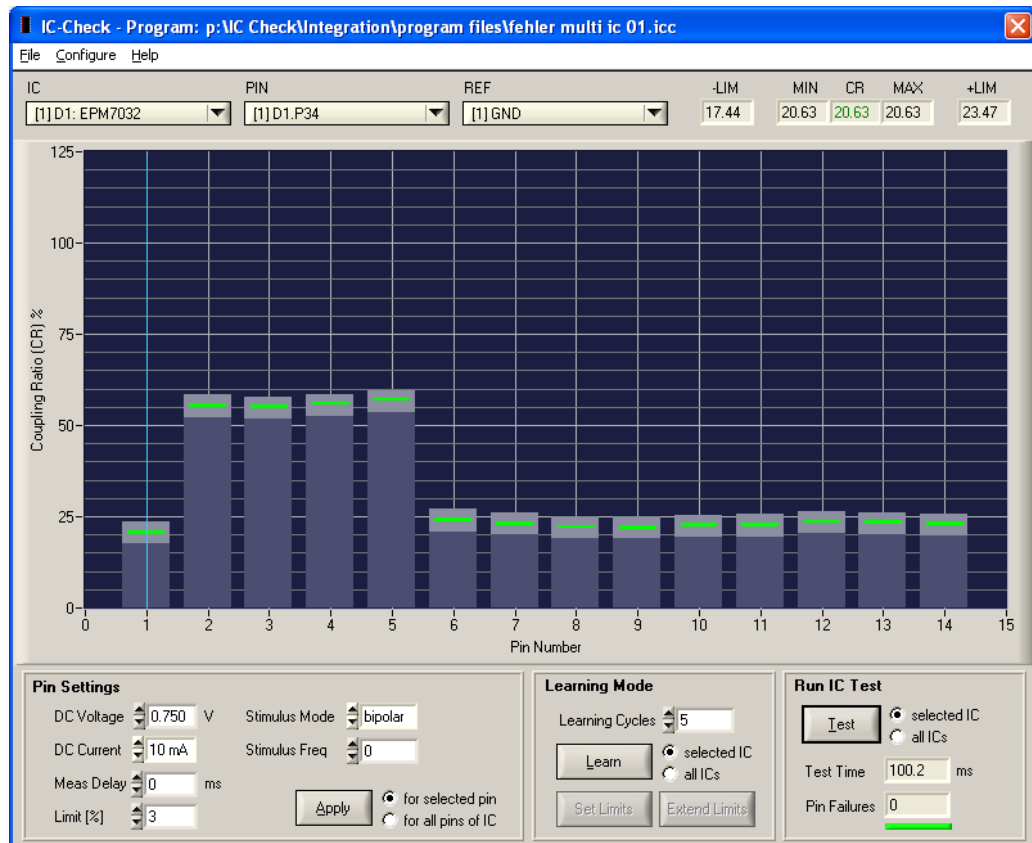 IC-Check - Program: p:\IC Check\Integration\program files\fehler multi ic 01.icc
File Configure Help
IC PIN REF -LIM MIN CR MAX +LIM
[1] D1: EPM7032 [1] D1.P34 [1] GND 17.44 20.63 20.63 20.63 23.47
125-
100-
75-
50-
25-
0-
Coupling Ratio (CR) %
0 1 2 3 4 5 6 7 8 9 10 11 12 13 14 15
Pin Number
Pin Settings
DC Voltage 0.750 V Stimulus Mode bipolar
DC Current 10 mA Stimulus Freq 0
Meas Delay 0 ms
Limit [%] 3
Apply
for selected pin
for all pins of IC
Learning Mode
Learning Cycles 5
Learn
selected IC
all ICs
Set Limits Extend Limits
Run IC Test
Test
selected IC
all ICs
Test Time 100.2 ms
Pin Failures 0